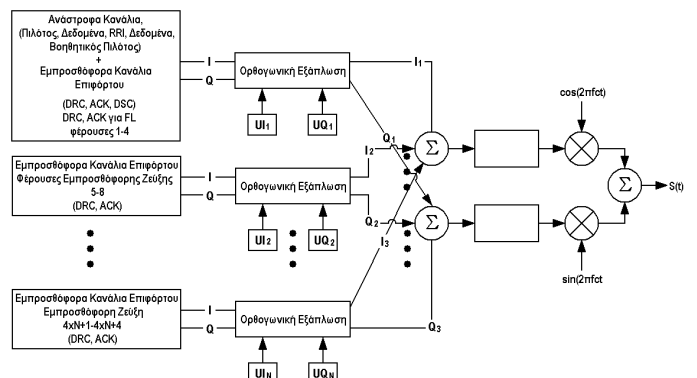 Ανάστροφα Κανάλια,
(Πιλότος, Δεδομένα, RRI, Δεδομένα,
Βοηθητικός Πιλότος)
+
Εμπροσθόφορα Κανάλια
Επιφόρτου
(DRC, ACK, DSC)
DRC, ACK για FL
φέρουσες 1-4
I
Q
Ορθογωνική Εξάπλωση
UI1
UQ1
I1
Q1
Εμπροσθόφορα Κανάλια Επιφόρτου
Φέρουσες Εμπροσθόφορης Ζεύξης
5-8
(DRC, ACK)
I
Q
Ορθογωνική Εξάπλωση
UI2
UQ2
I2
Q2
Εμπροσθόφορα Κανάλια Επιφόρτου
Εμπροσθόφορη Ζεύξη
4xN+1-4xN+4
(DRC, ACK)
I
Q
Ορθογωνική Εξάπλωση
UIN
UQN
I3
Q3
Σ
Σ
cos(2πfct)
sin(2πfct
Σ
S(t)